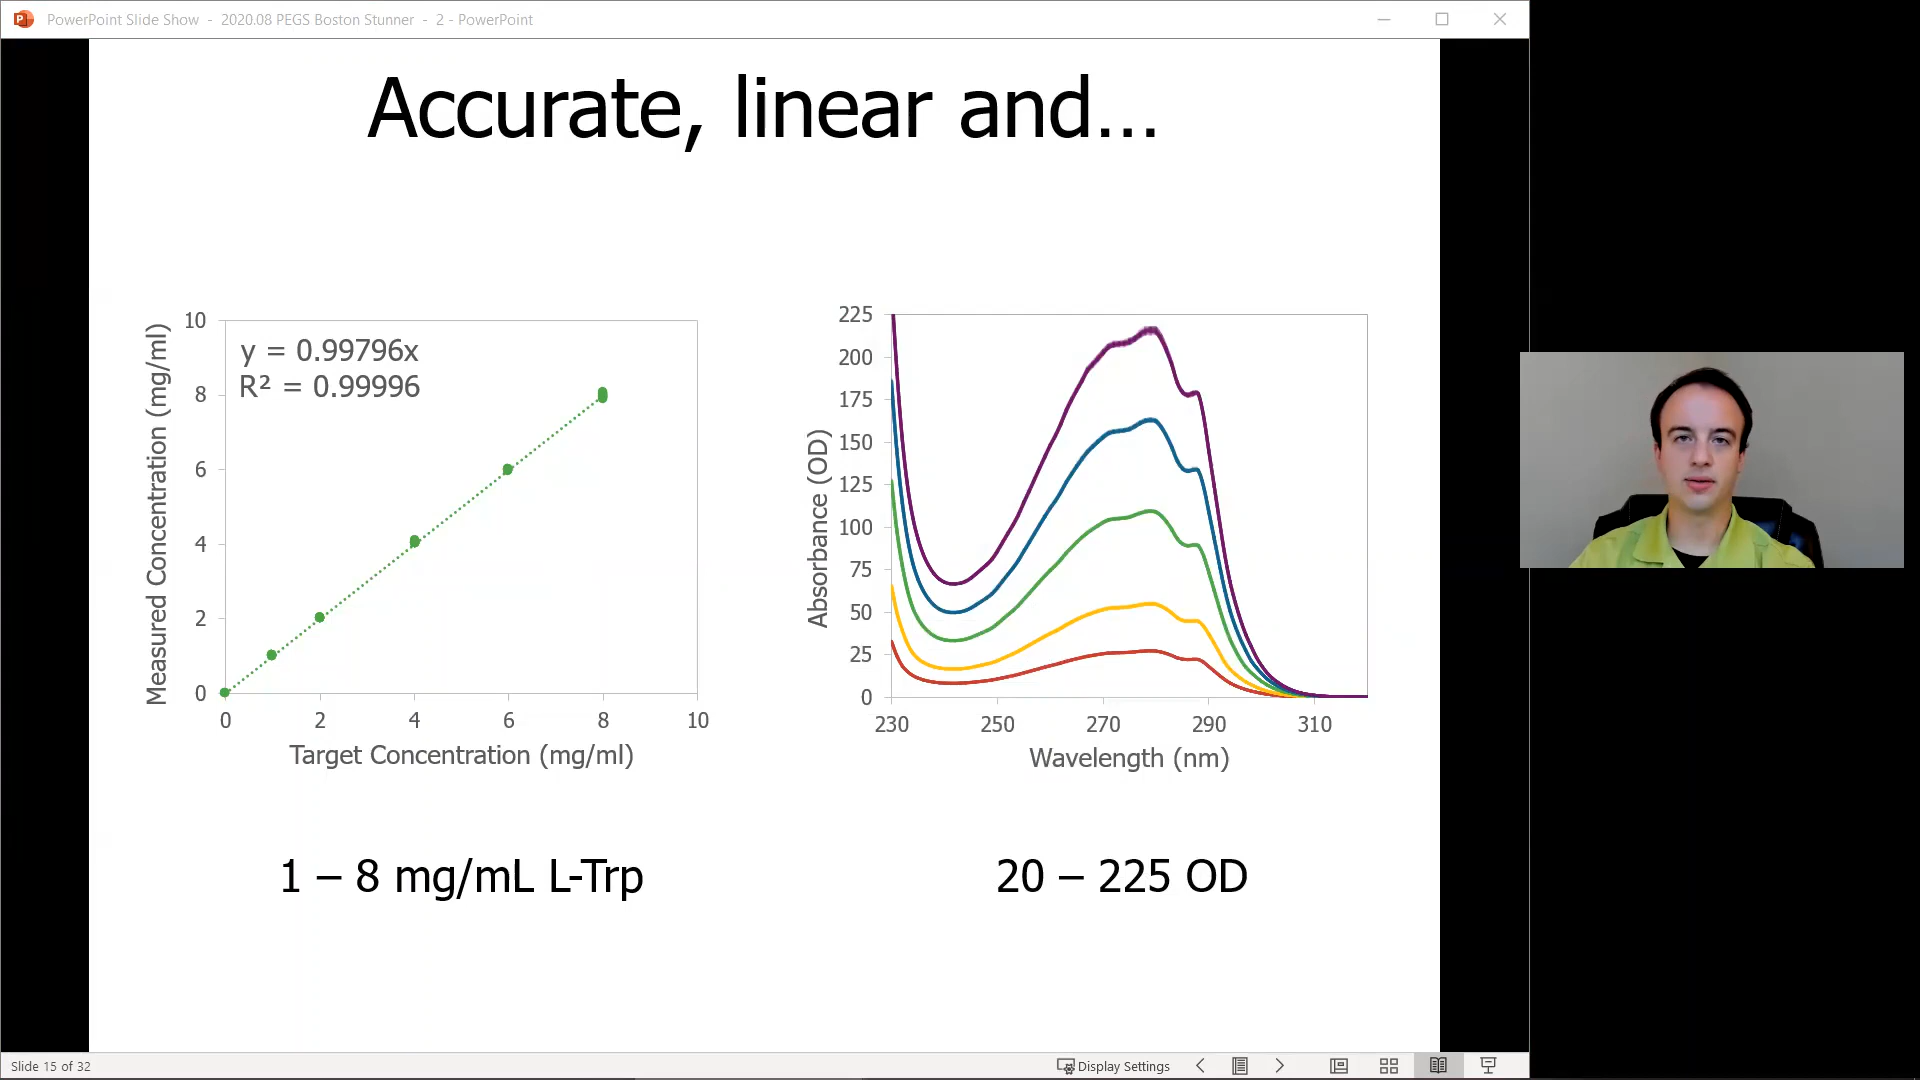 PowerPoint Slide Show - 2020.08 PEGS Boston Stunner - 2 - PowerPoint
Accurate, linear and...
y = 0.99796x
R² = 0.99996
10
8
6
4
2
0
0 2 4 6 8 10
Measured Concentration (mg/ml)
Target Concentration (mg/ml)
1 – 8 mg/mL L-Trp
225
200
175
150
125
100
75
50
25
0
230 250 270 290 310
Absorbance (OD)
Wavelength (nm)
20 – 225 OD
Slide 15 of 32
Display Settings